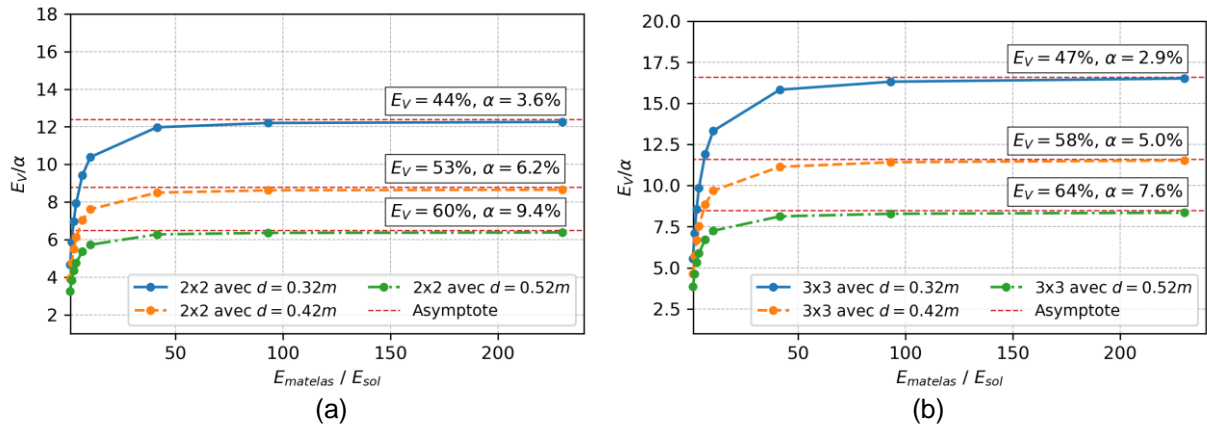 18
16
14
12
10
8
6
4
2
E_V/α
E_V = 44%, α = 3.6%
E_V = 53%, α = 6.2%
E_V = 60%, α = 9.4%
2x2 avec d = 0.32m
2x2 avec d = 0.42m
2x2 avec d = 0.52m
Asymptote
50 100 150 200
E_matelas / E_sol
(a)
20.0
17.5
15.0
12.5
10.0
7.5
5.0
2.5
E_V/α
E_V = 47%, α = 2.9%
E_V = 58%, α = 5.0%
E_V = 64%, α = 7.6%
3x3 avec d = 0.32m
3x3 avec d = 0.42m
3x3 avec d = 0.52m
Asymptote
50 100 150 200
E_matelas / E_sol
(b)